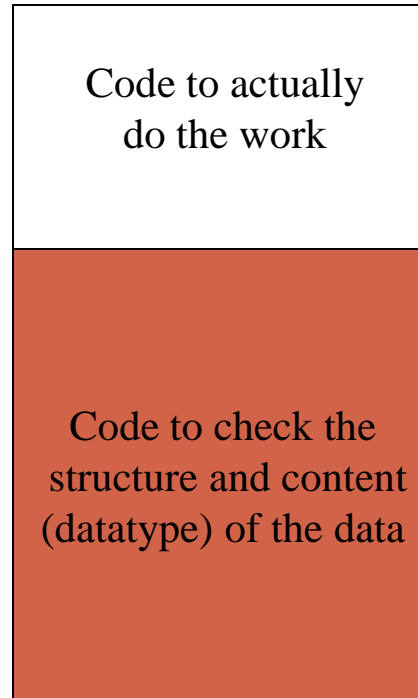 Code to actually
do the work
Code to check the
structure and content
(datatype) of the data